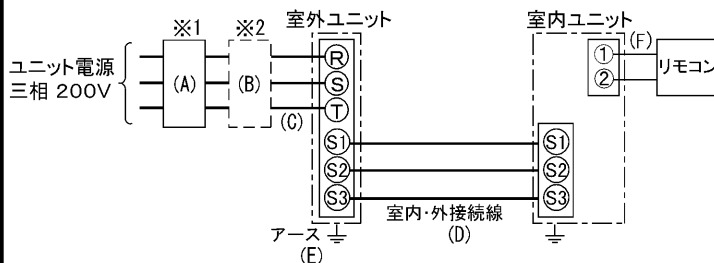 室外ユニット
室内ユニット
※1
※2
ユニット電源
三相 200V
(A)
(B)
(C)
R
S
T
S1
S2
S3
室内・外接続線
(D)
アース
(E)
1
2
(F)
リモコン
S1
S2
S3